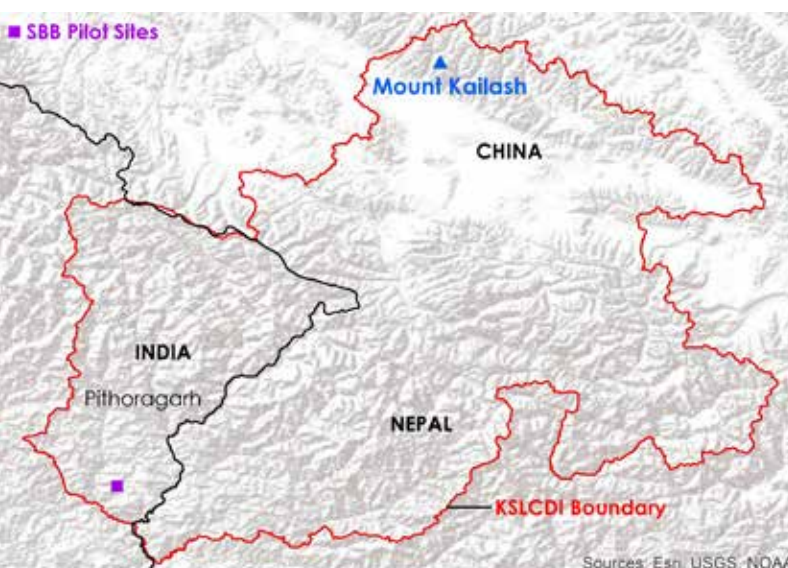 SBB Pilot Sites
Mount Kailash
CHINA
INDIA
Pithoragarh
NEPAL
KSLCDI Boundary
Sources: Esri, USGS, NOAA